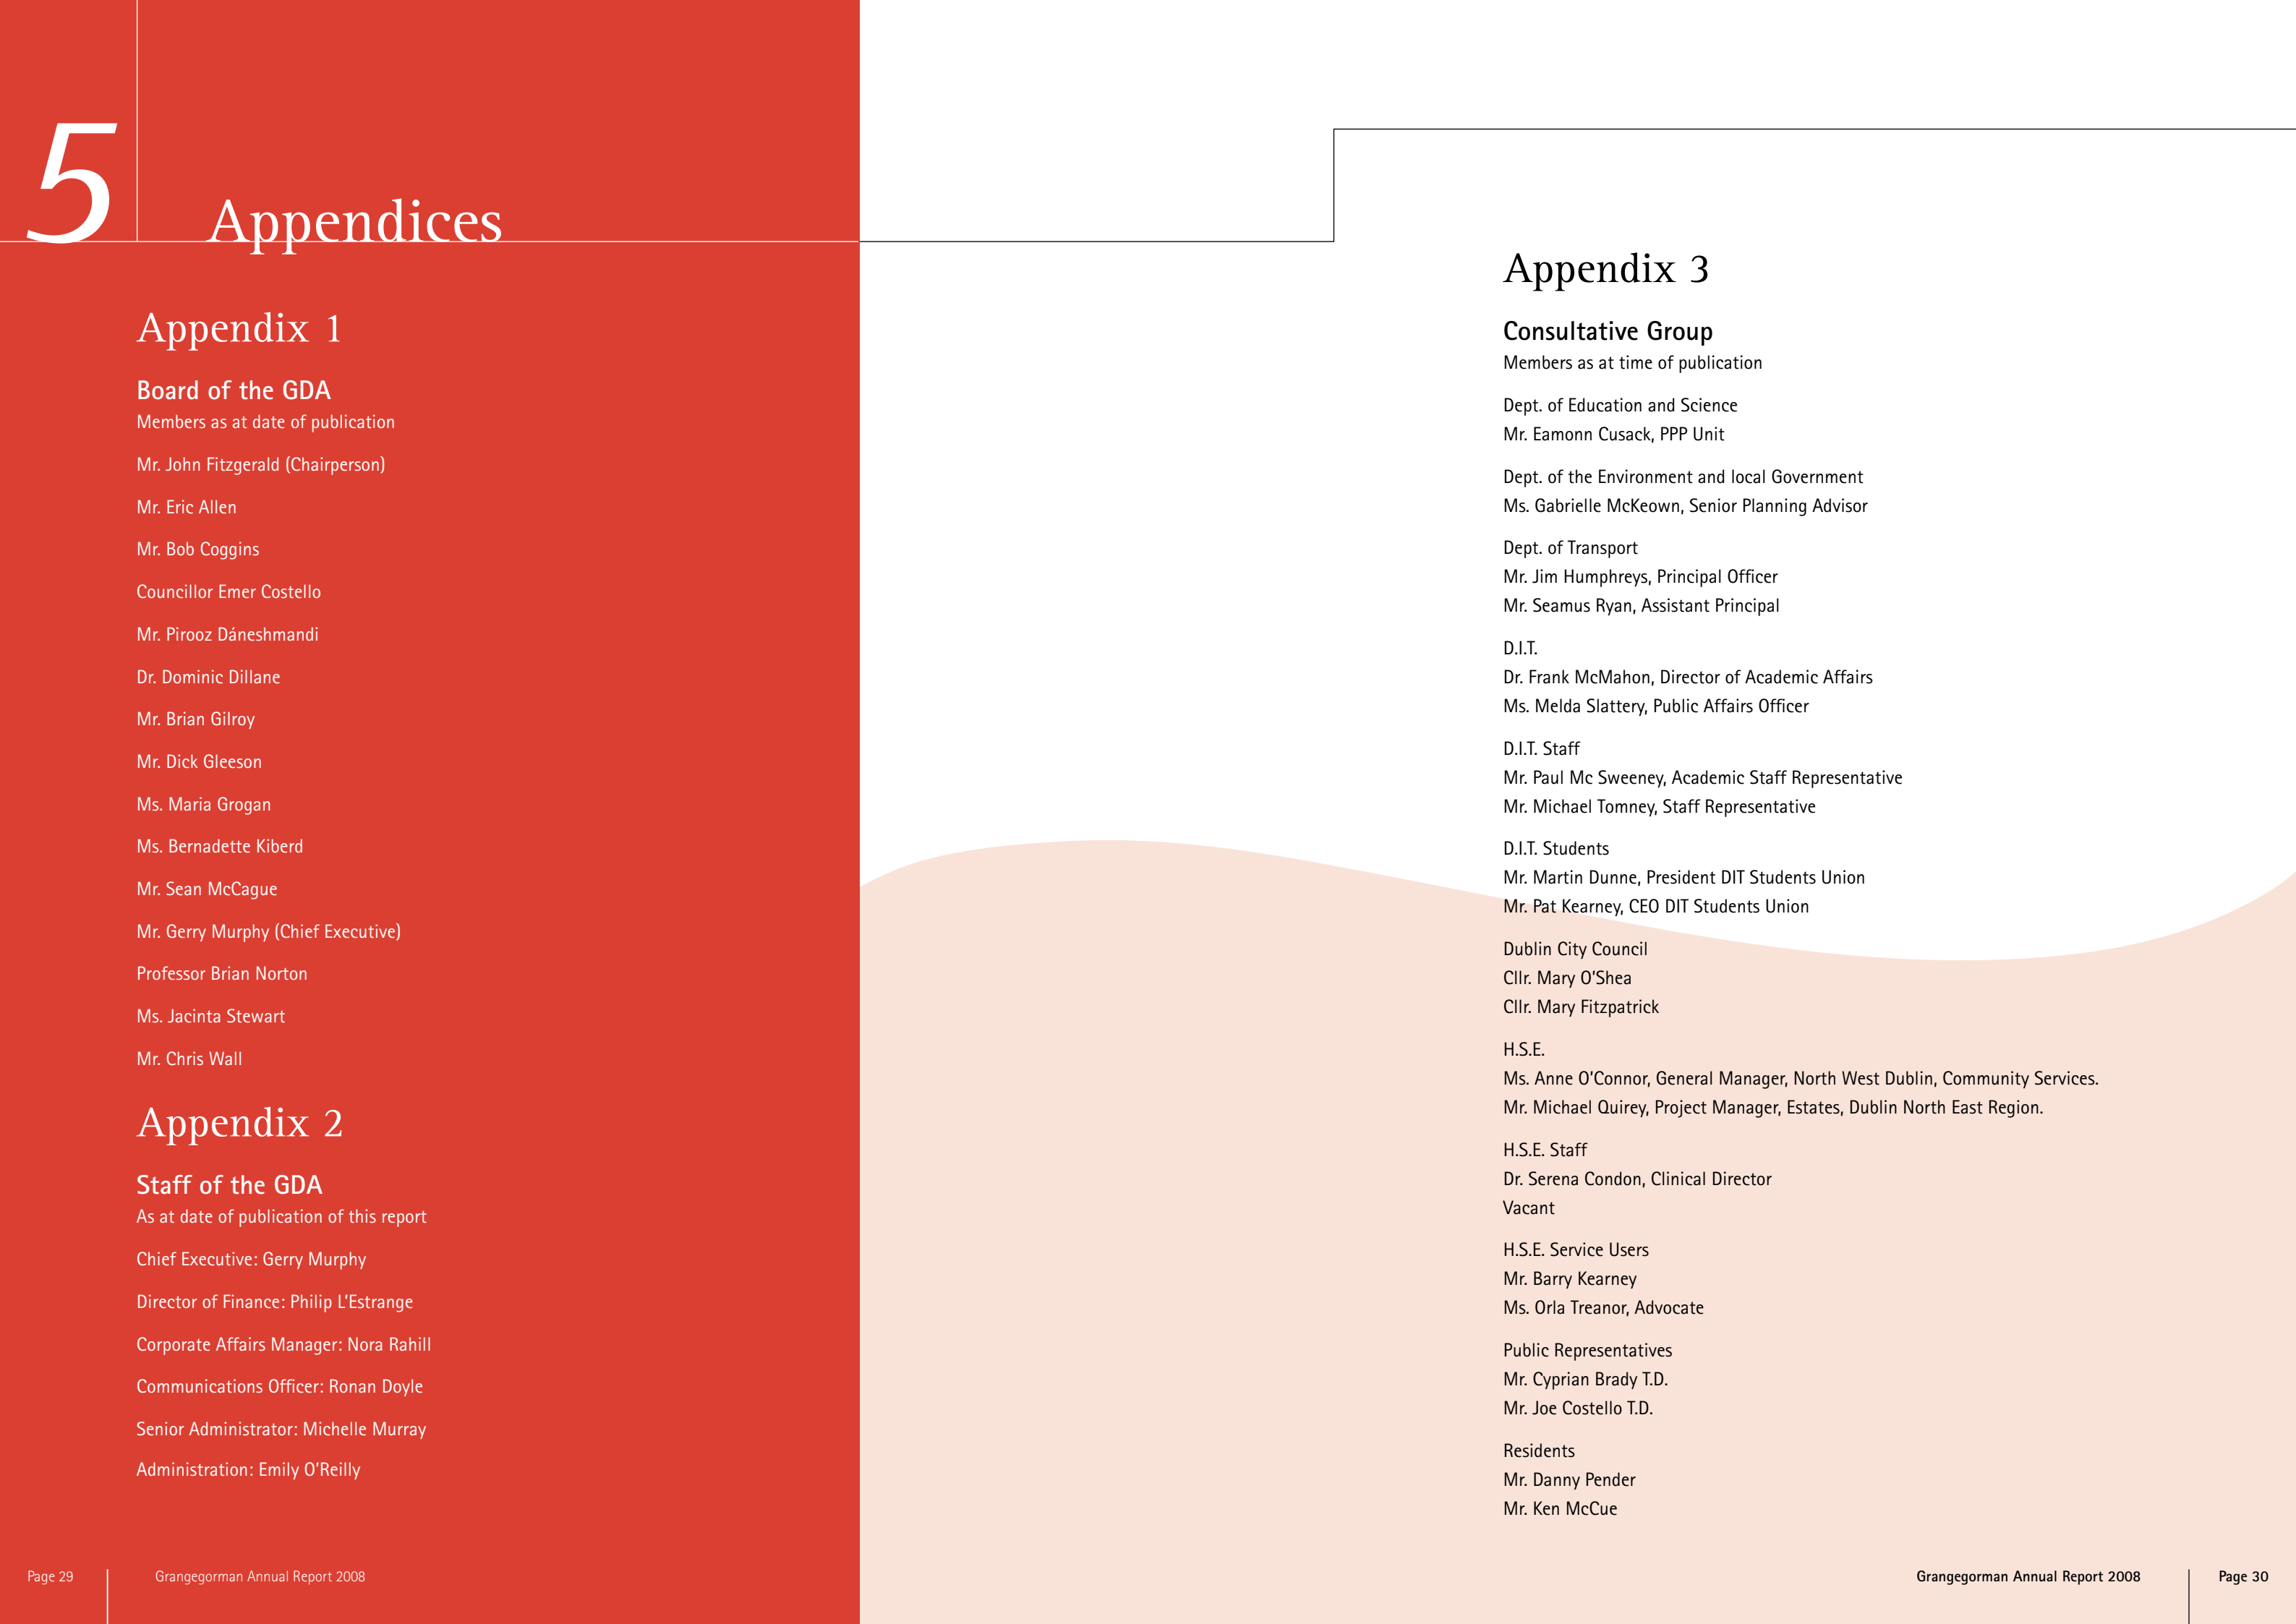 5
Appendices
Appendix 1
Board of the GDA
Members as at date of publication
Mr. John Fitzgerald (Chairperson)
Mr. Eric Allen
Mr. Bob Coggins
Councillor Emer Costello
Mr. Pirooz Dáneshmandi
Dr. Dominic Dillane
Mr. Brian Gilroy
Mr. Dick Gleeson
Ms. Maria Grogan
Ms. Bernadette Kiberd
Mr. Sean McCague
Mr. Gerry Murphy (Chief Executive)
Professor Brian Norton
Ms. Jacinta Stewart
Mr. Chris Wall
Appendix 2
Staff of the GDA
As at date of publication of this report
Chief Executive: Gerry Murphy
Director of Finance: Philip L'Estrange
Corporate Affairs Manager: Nora Rahill
Communications Officer: Ronan Doyle
Senior Administrator: Michelle Murray
Administration: Emily O'Reilly
Page 29
Grangegorman Annual Report 2008
Appendix 3
Consultative Group
Members as at time of publication
Dept. of Education and Science
Mr. Eamonn Cusack, PPP Unit
Dept. of the Environment and local Government
Ms. Gabrielle McKeown, Senior Planning Advisor
Dept. of Transport
Mr. Jim Humphreys, Principal Officer
Mr. Seamus Ryan, Assistant Principal
D.I.T.
Dr. Frank McMahon, Director of Academic Affairs
Ms. Melda Slattery, Public Affairs Officer
D.I.T. Staff
Mr. Paul Mc Sweeney, Academic Staff Representative
Mr. Michael Tomney, Staff Representative
D.I.T. Students
Mr. Martin Dunne, President DIT Students Union
Mr. Pat Kearney, CEO DIT Students Union
Dublin City Council
Cllr. Mary O'Shea
Cllr. Mary Fitzpatrick
H.S.E.
Ms. Anne O'Connor, General Manager, North West Dublin, Community Services.
Mr. Michael Quirey, Project Manager, Estates, Dublin North East Region.
H.S.E. Staff
Dr. Serena Condon, Clinical Director
Vacant
H.S.E. Service Users
Mr. Barry Kearney
Ms. Orla Treanor, Advocate
Public Representatives
Mr. Cyprian Brady T.D.
Mr. Joe Costello T.D.
Residents
Mr. Danny Pender
Mr. Ken McCue
Grangegorman Annual Report 2008
Page 30